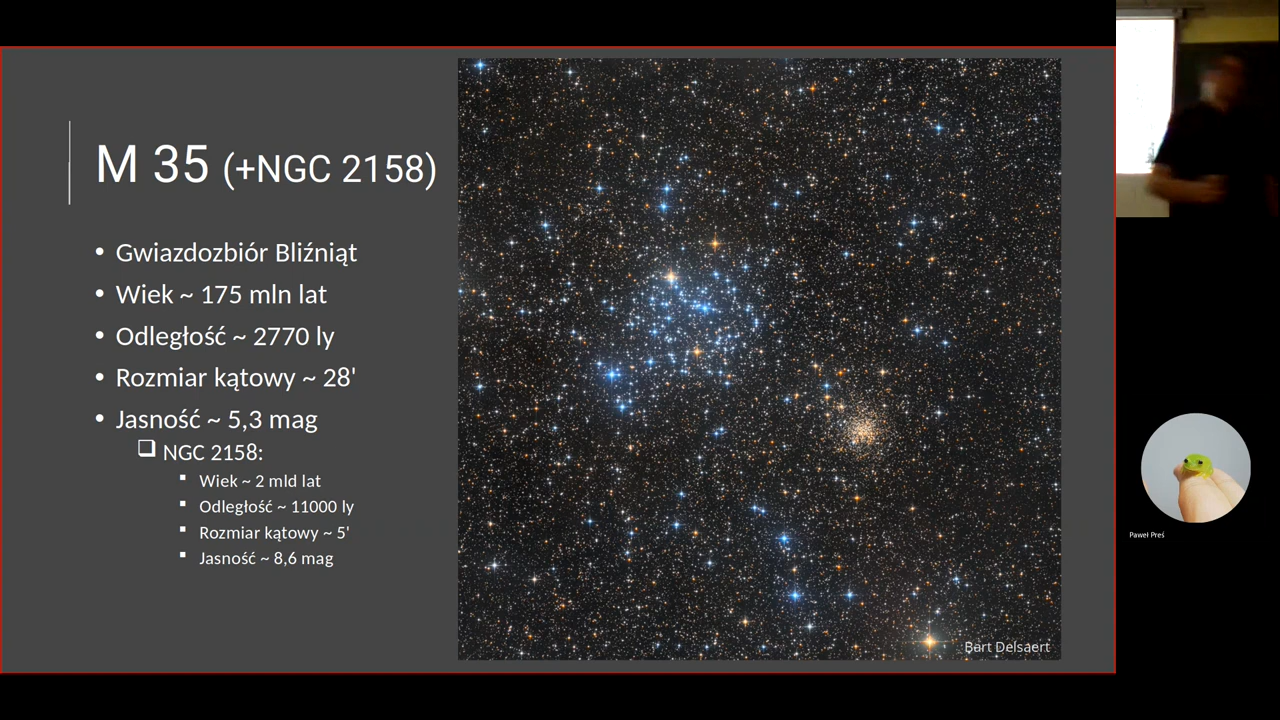 M 35 (+NGC 2158)
• Gwiazdozbiór Bliźniąt
• Wiek ~ 175 mln lat
• Odległość ~ 2770 ly
• Rozmiar kątowy ~ 28'
• Jasność ~ 5,3 mag
❑ NGC 2158:
▪ Wiek ~ 2 mld lat
▪ Odległość ~ 11000 ly
▪ Rozmiar kątowy ~ 5'
▪ Jasność ~ 8,6 mag
Bart Delsaert
Paweł Preś